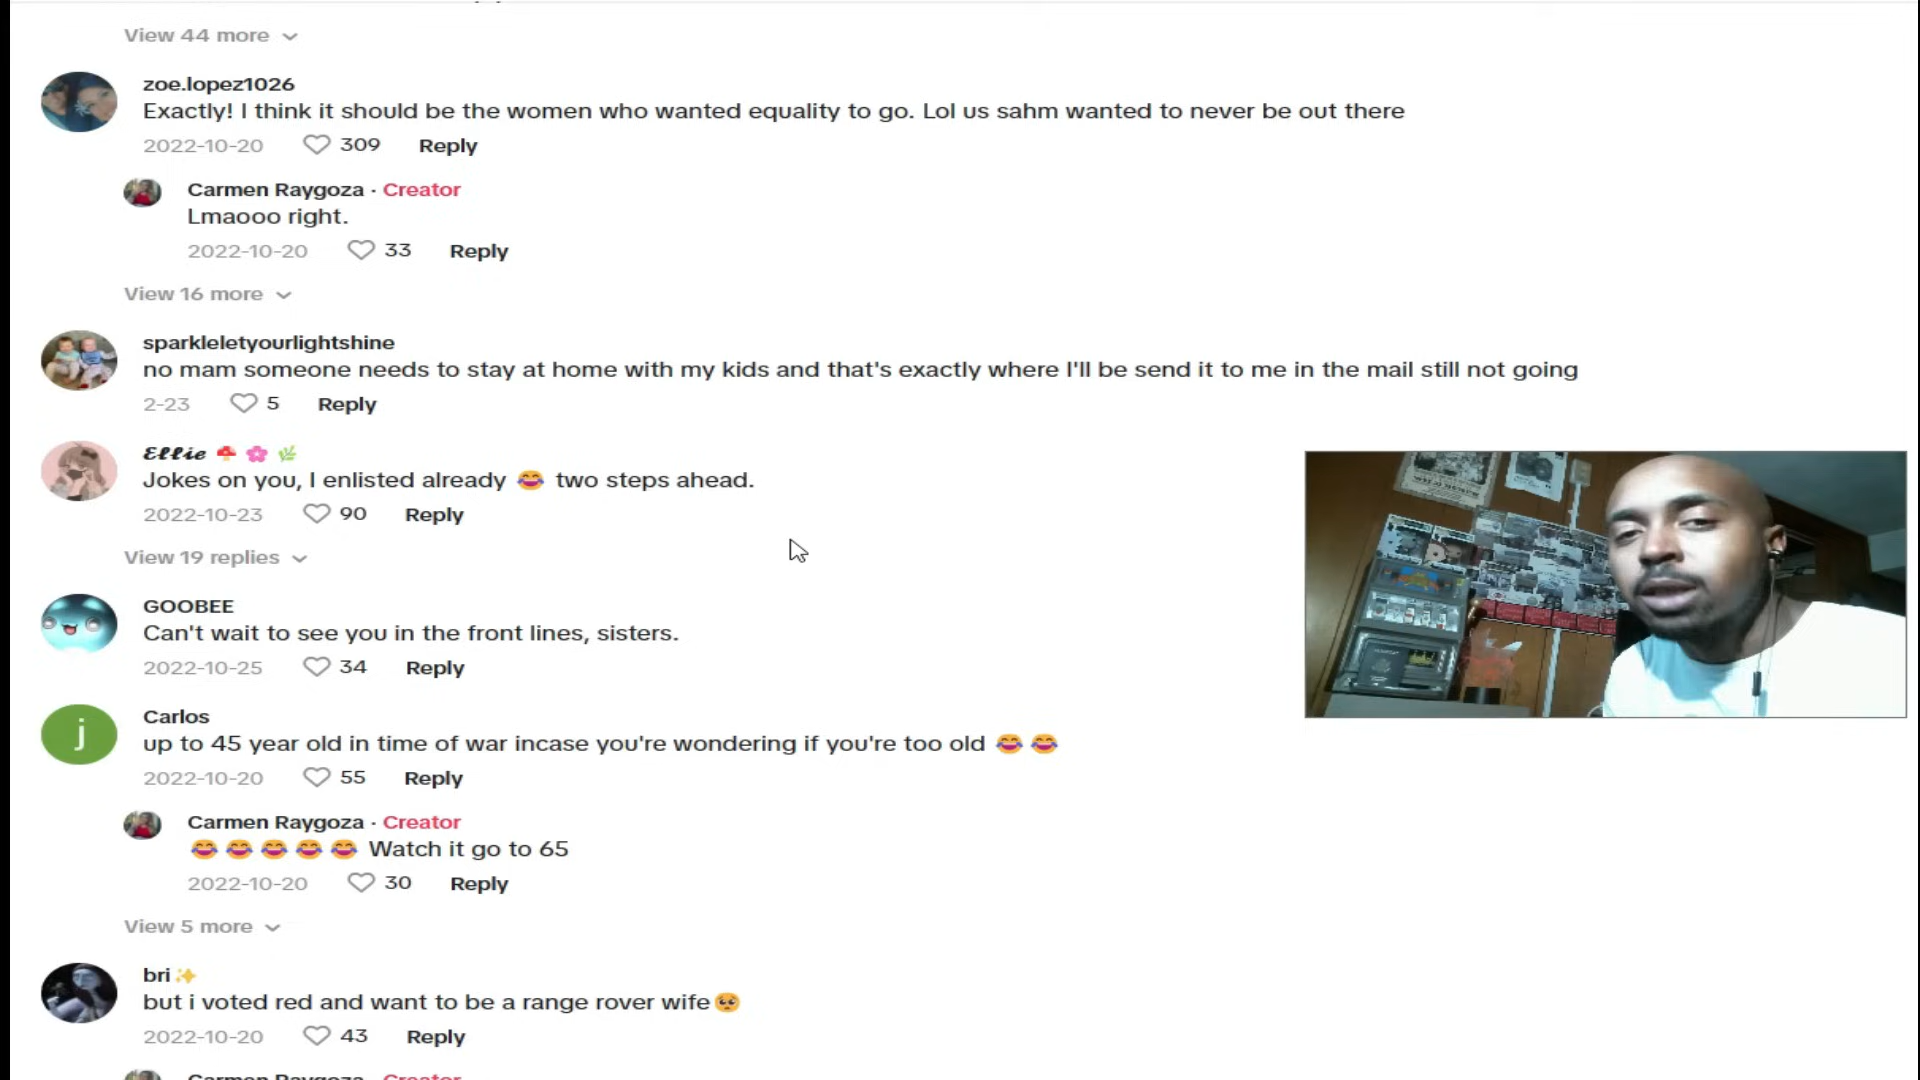 View 44 more
zoe.lopez1026
Exactly! I think it should be the women who wanted equality to go. Lol us sahm wanted to never be out there
2022-10-20 309 Reply
Carmen Raygoza · Creator
Lmaooo right.
2022-10-20 33 Reply
View 16 more
sparkleletyourlightshine
no mam someone needs to stay at home with my kids and that's exactly where I'll be send it to me in the mail still not going
2-23 5 Reply
Ellie 🍄 🌸 🌿
Jokes on you, I enlisted already 😂 two steps ahead.
2022-10-23 90 Reply
View 19 replies
GOOBEE
Can't wait to see you in the front lines, sisters.
2022-10-25 34 Reply
j
Carlos
up to 45 year old in time of war incase you're wondering if you're too old 😂 😂
2022-10-20 55 Reply
Carmen Raygoza · Creator
😂 😂 😂 😂 😂 Watch it go to 65
2022-10-20 30 Reply
View 5 more
bri ✨
but i voted red and want to be a range rover wife 🥺
2022-10-20 43 Reply
Carmen Raygoza · Creator